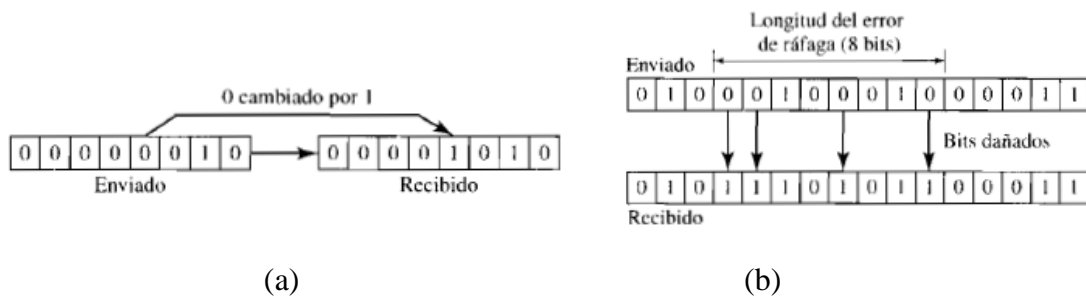 Longitud del error
de ráfaga (8 bits)
Enviado
0 1 0 0 0 1 0 0 0 1 0 0 0 0 1 1
Bits dañados
0 1 0 1 1 1 0 1 0 1 1 0 0 0 1 1
Recibido
0 cambiado por 1
0 0 0 0 0 0 1 0
0 0 0 0 1 0 1 0
Enviado
Recibido
(a)
(b)